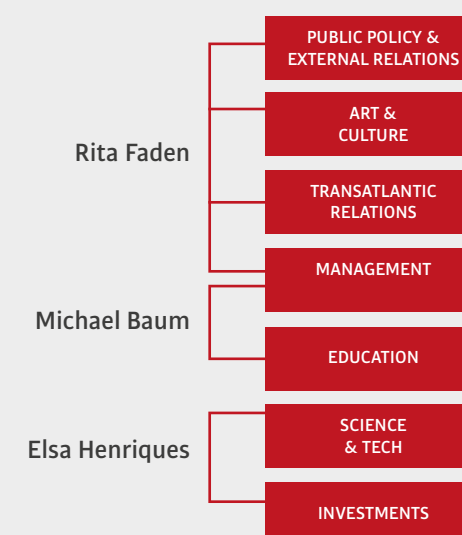 PUBLIC POLICY &
EXTERNAL RELATIONS
ART &
CULTURE
Rita Faden
TRANSATLANTIC
RELATIONS
MANAGEMENT
Michael Baum
EDUCATION
SCIENCE
& TECH
Elsa Henriques
INVESTMENTS